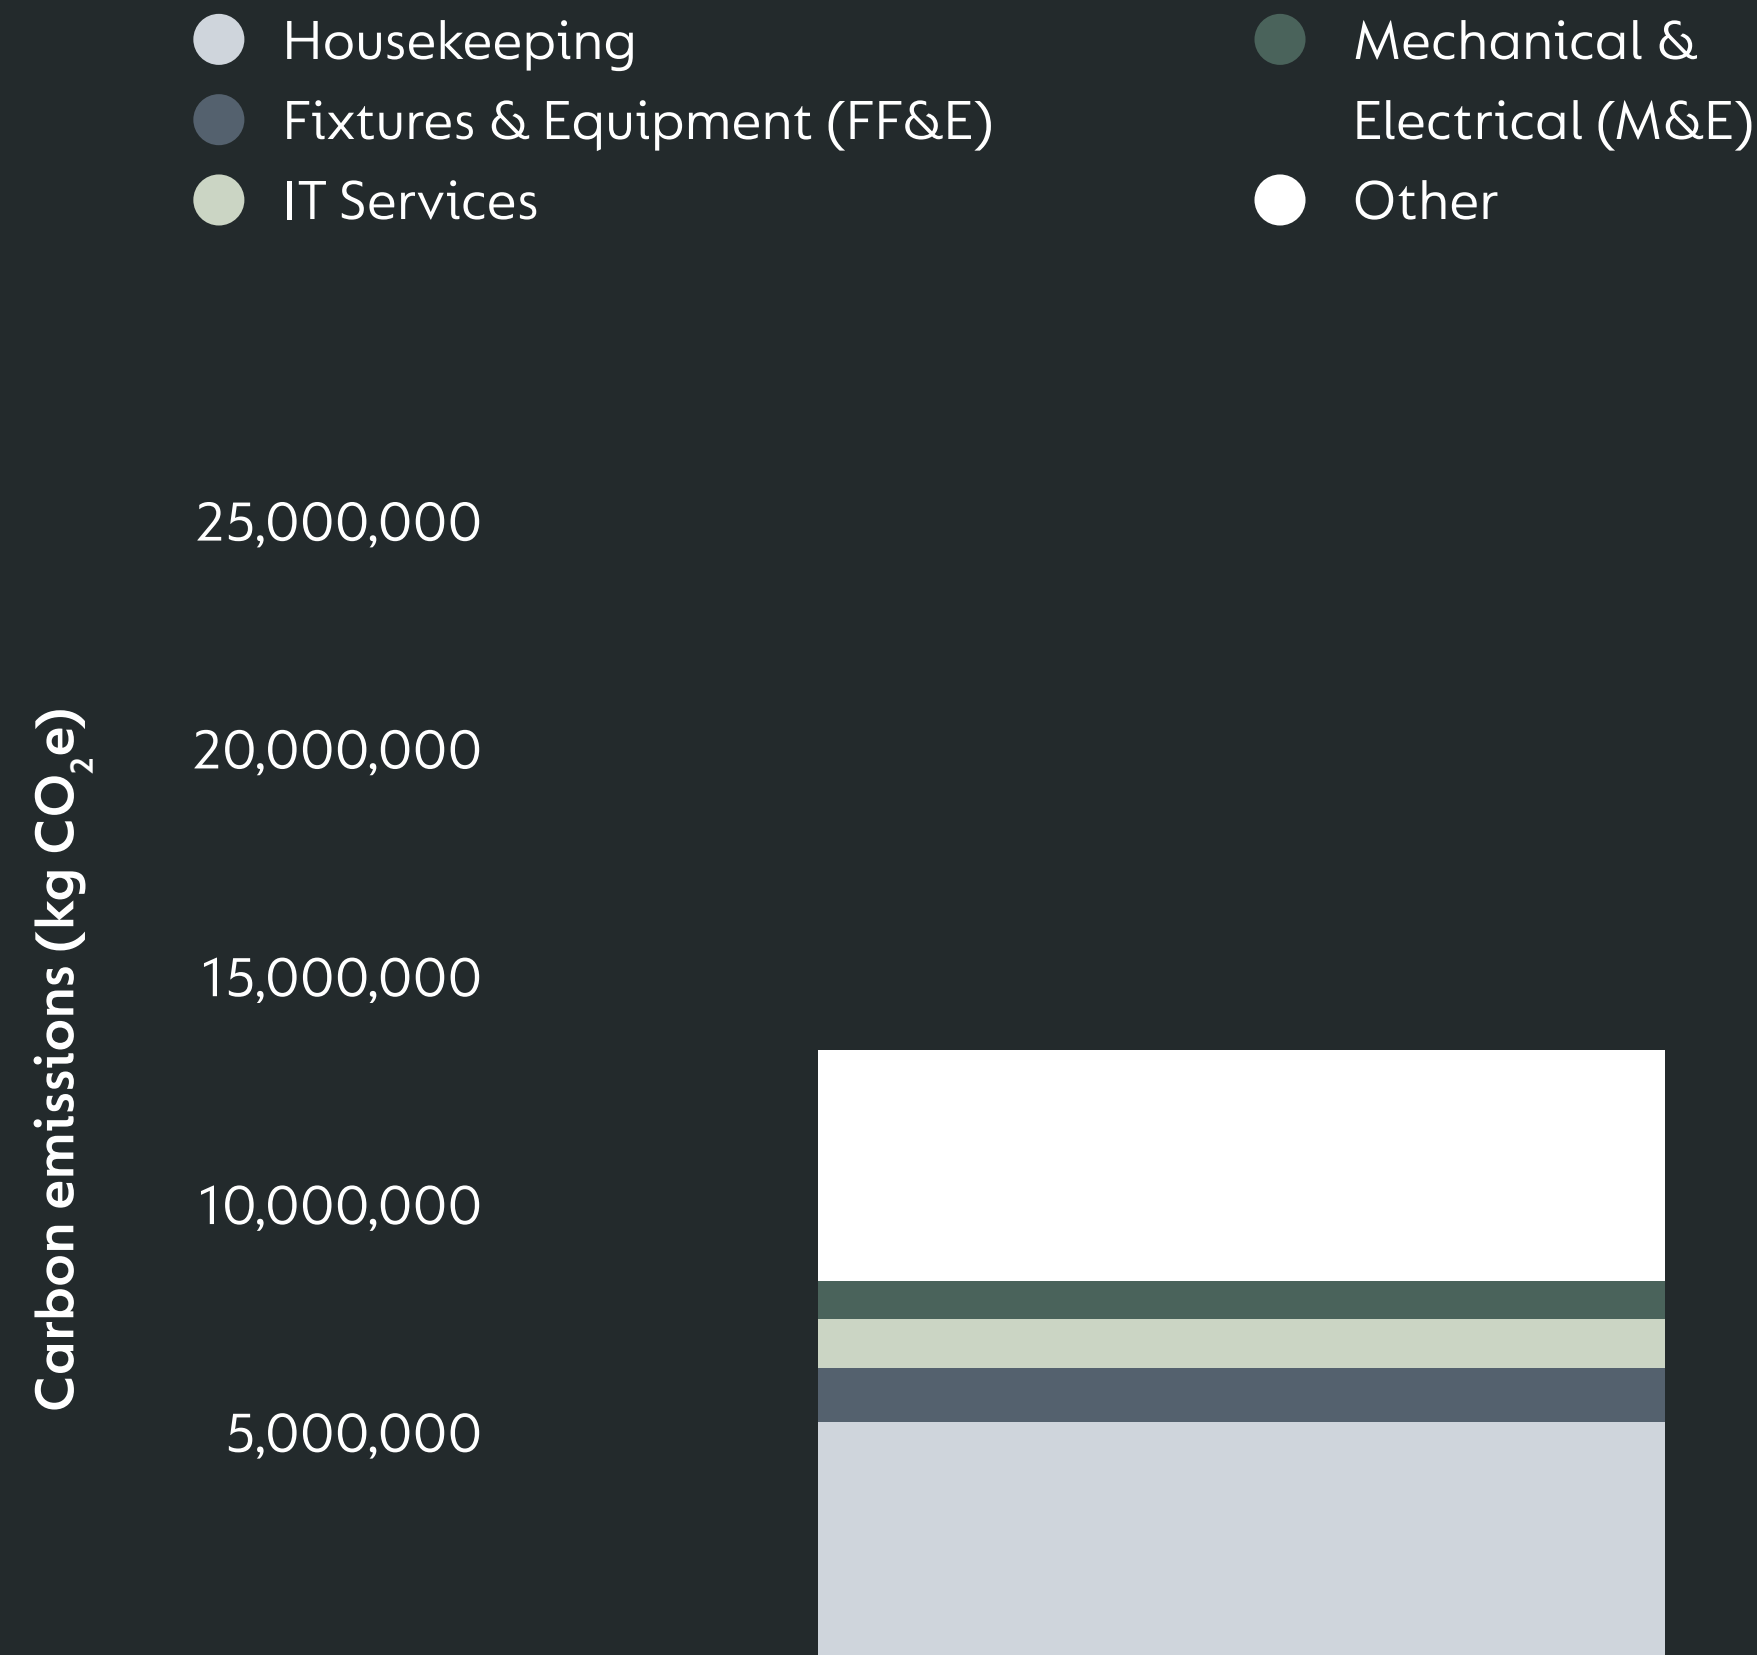 Housekeeping
Fixtures & Equipment (FF&E)
IT Services
Mechanical &
Electrical (M&E)
Other
25,000,000
20,000,000
15,000,000
10,000,000
5,000,000
Carbon emissions (kg CO₂e)